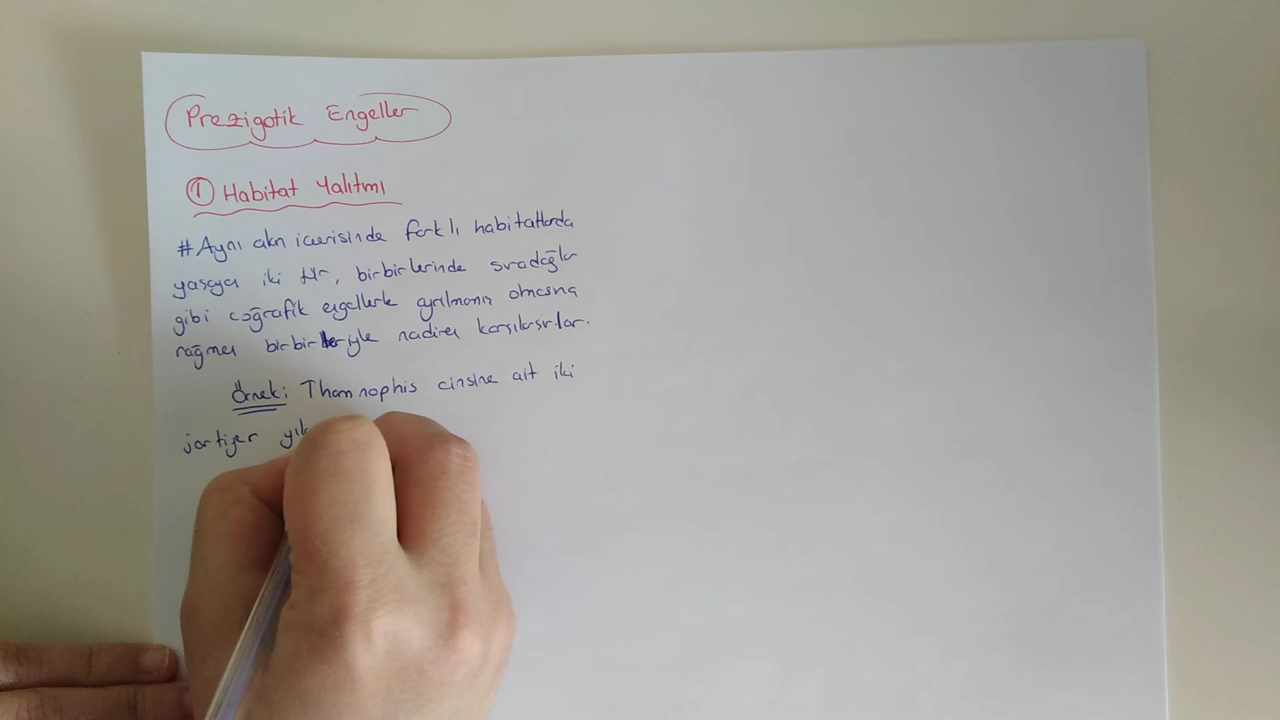 Prezigotik Engeller
① Habitat Yalıtımı
# Aynı alan içerisinde farklı habitatlarda
yaşayan iki tür, birbirlerinde sıradağlar
gibi coğrafik engellerle ayrılmamış olmasına
rağmen birbirleriyle nadiren karşılaşırlar.
Örnek: Thamnophis cinsine ait iki
jartiyer